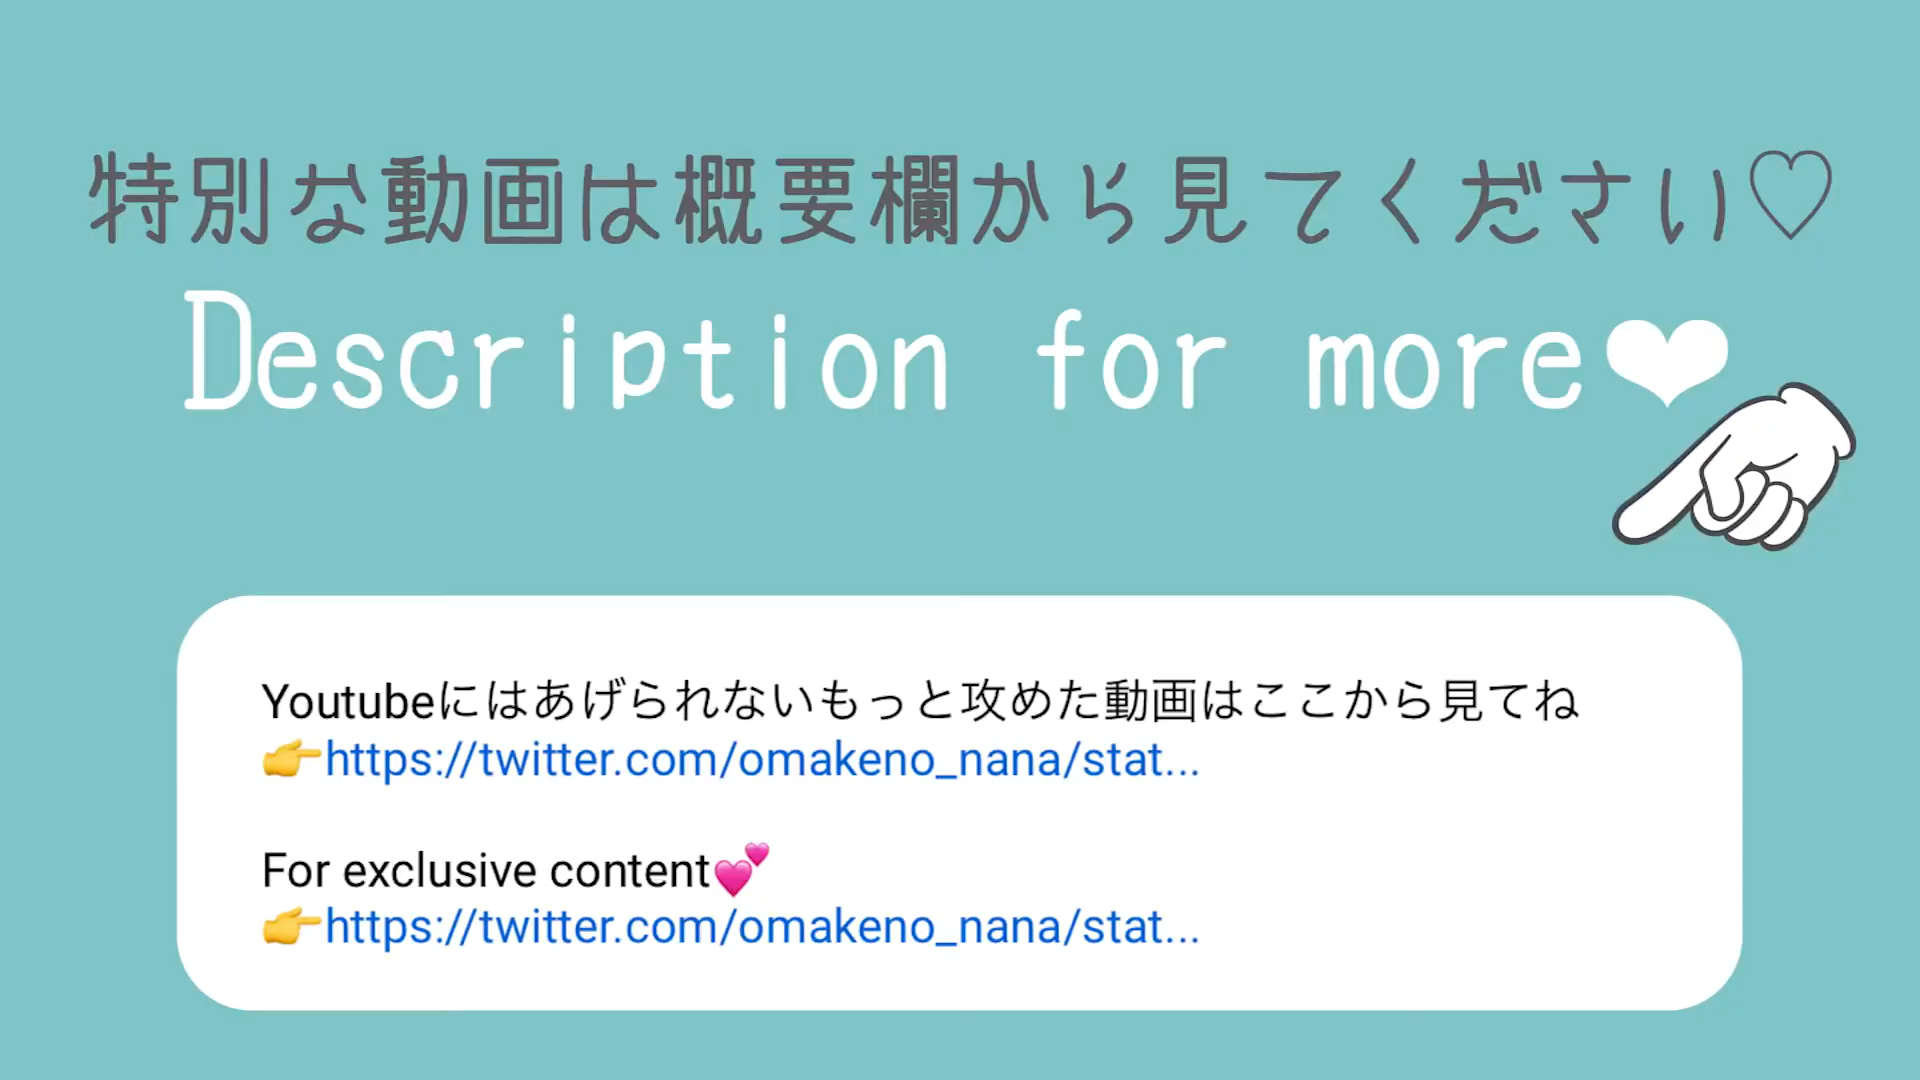 特別な動画は概要欄から見てください♡
Description for more❤
Youtubeにはあげられないもっと攻めた動画はここから見てね
👉https://twitter.com/omakeno_nana/stat...
For exclusive content💕
👉https://twitter.com/omakeno_nana/stat...